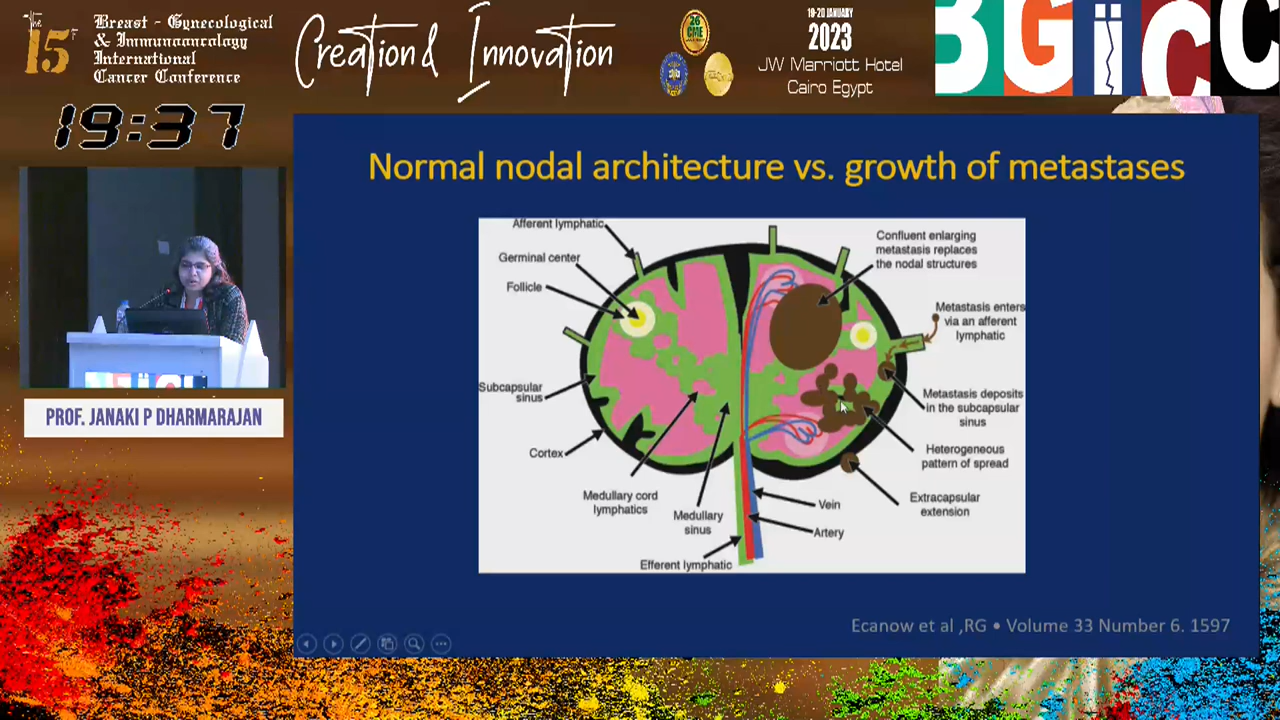 The
15th
Breast - Gynecological
& Immunooncology
International
Cancer Conference
Creation & Innovation
26
CME
18-20 JANUARY
2023
JW Marriott Hotel
Cairo Egypt
BGICC
19:37
PROF. JANAKI P DHARMARAJAN
Normal nodal architecture vs. growth of metastases
Afferent lymphatic
Germinal center
Follicle
Subcapsular
sinus
Cortex
Medullary cord
lymphatics
Medullary
sinus
Efferent lymphatic
Confluent enlarging
metastasis replaces
the nodal structures
Metastasis enters
via an afferent
lymphatic
Metastasis deposits
in the subcapsular
sinus
Heterogeneous
pattern of spread
Extracapsular
extension
Vein
Artery
Ecanow et al ,RG • Volume 33 Number 6. 1597